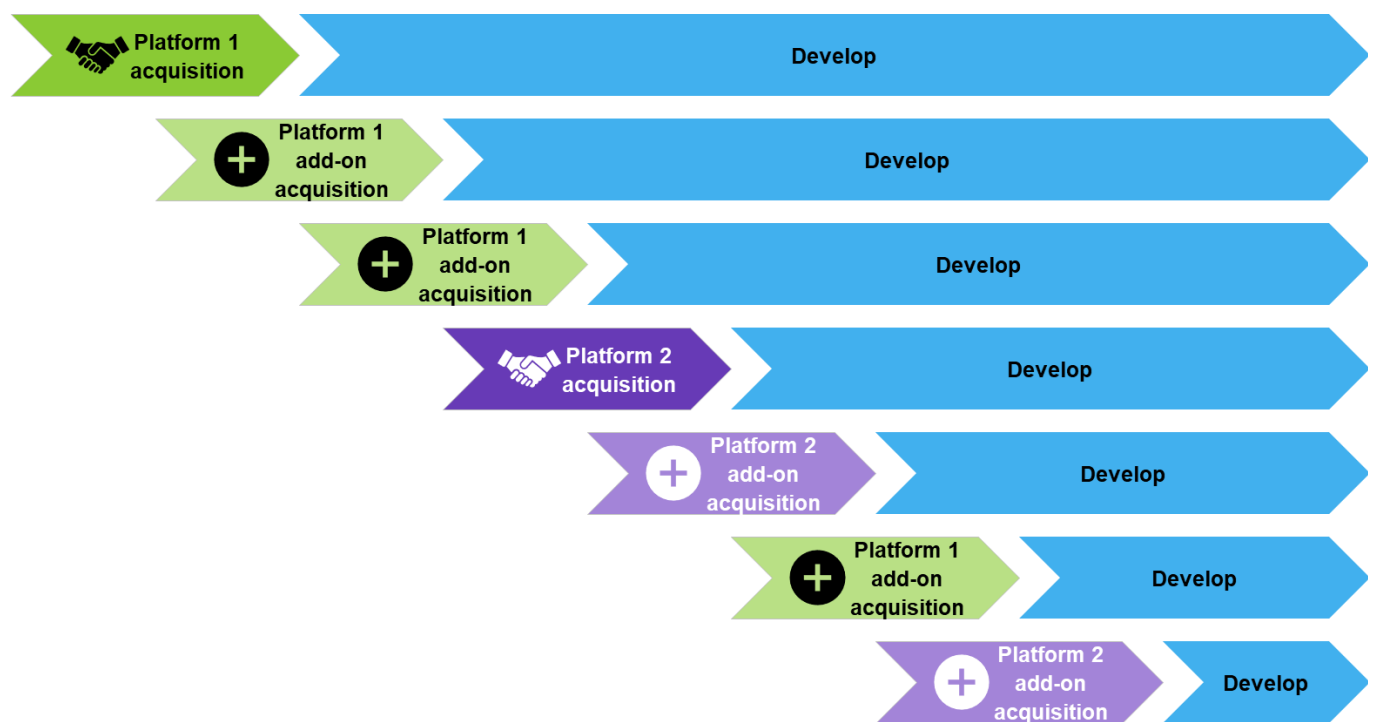 Platform 1
acquisition
Develop
Platform 1
add-on
acquisition
Develop
Platform 1
add-on
acquisition
Develop
Platform 2
acquisition
Develop
Platform 2
add-on
acquisition
Develop
Platform 1
add-on
acquisition
Develop
Platform 2
add-on
acquisition
Develop